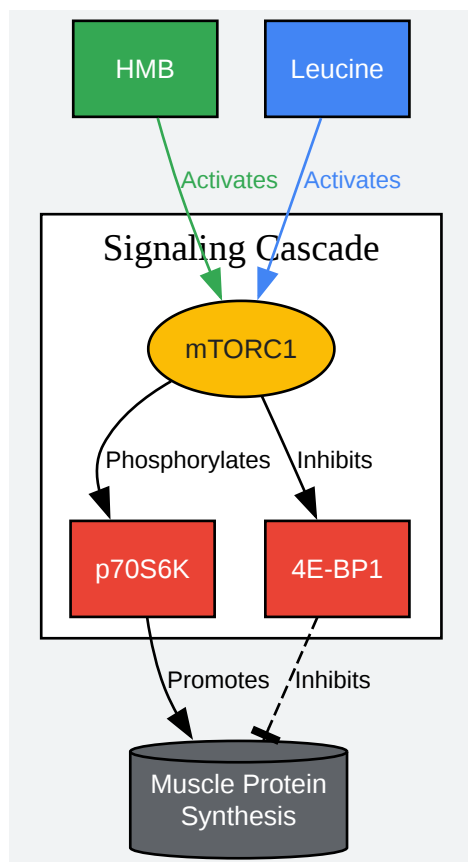 HMB
Leucine
Activates
Activates
Signaling Cascade
mTORC1
Phosphorylates
Inhibits
p70S6K
4E-BP1
Promotes
Inhibits
Muscle Protein
Synthesis